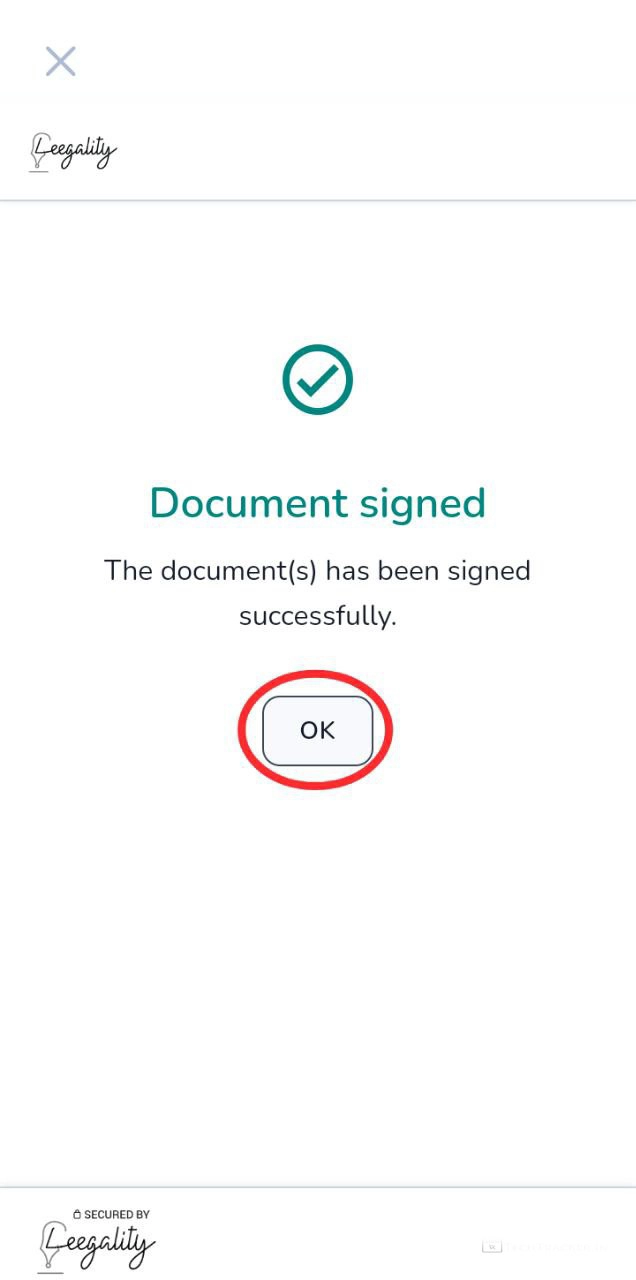 Leegality
Document signed
The document(s) has been signed
successfully.
OK
SECURED BY
Leegality